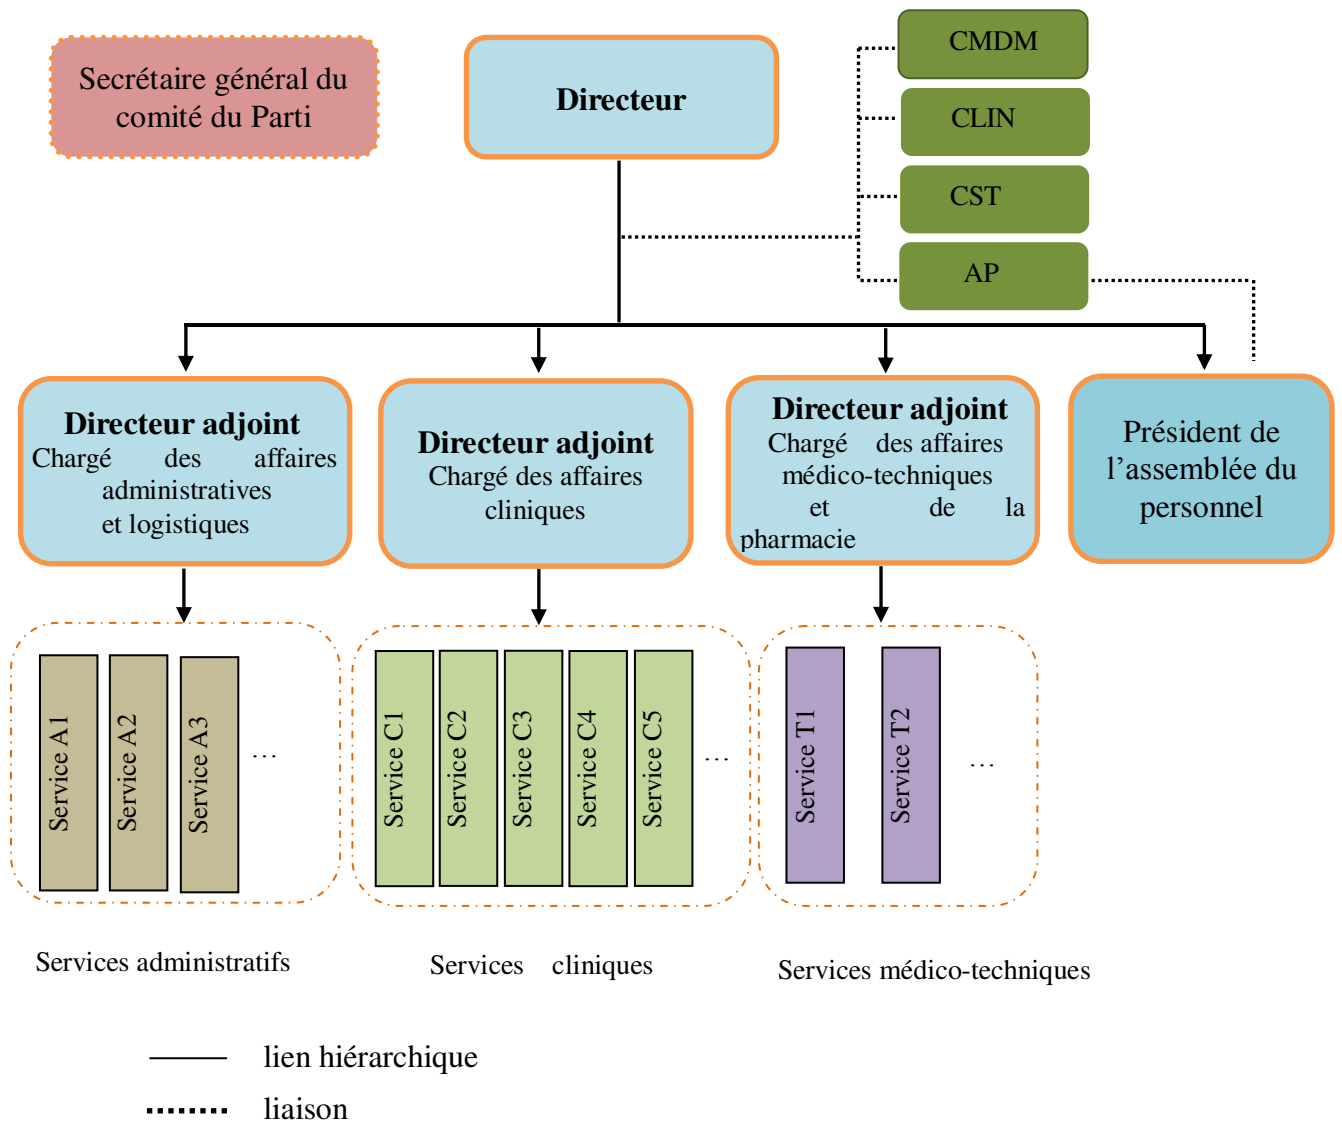 Secrétaire général du
comité du Parti
Directeur
CMDM
CLIN
CST
AP
Directeur adjoint
Chargé des affaires
administratives
et logistiques
Directeur adjoint
Chargé des affaires
cliniques
Directeur adjoint
Chargé des affaires
médico-techniques
et de la
pharmacie
Président de
l’assemblée du
personnel
Service A1
Service A2
Service A3
...
Service C1
Service C2
Service C3
Service C4
Service C5
...
Service T1
Service T2
...
Services administratifs
Services cliniques
Services médico-techniques
lien hiérarchique
liaison